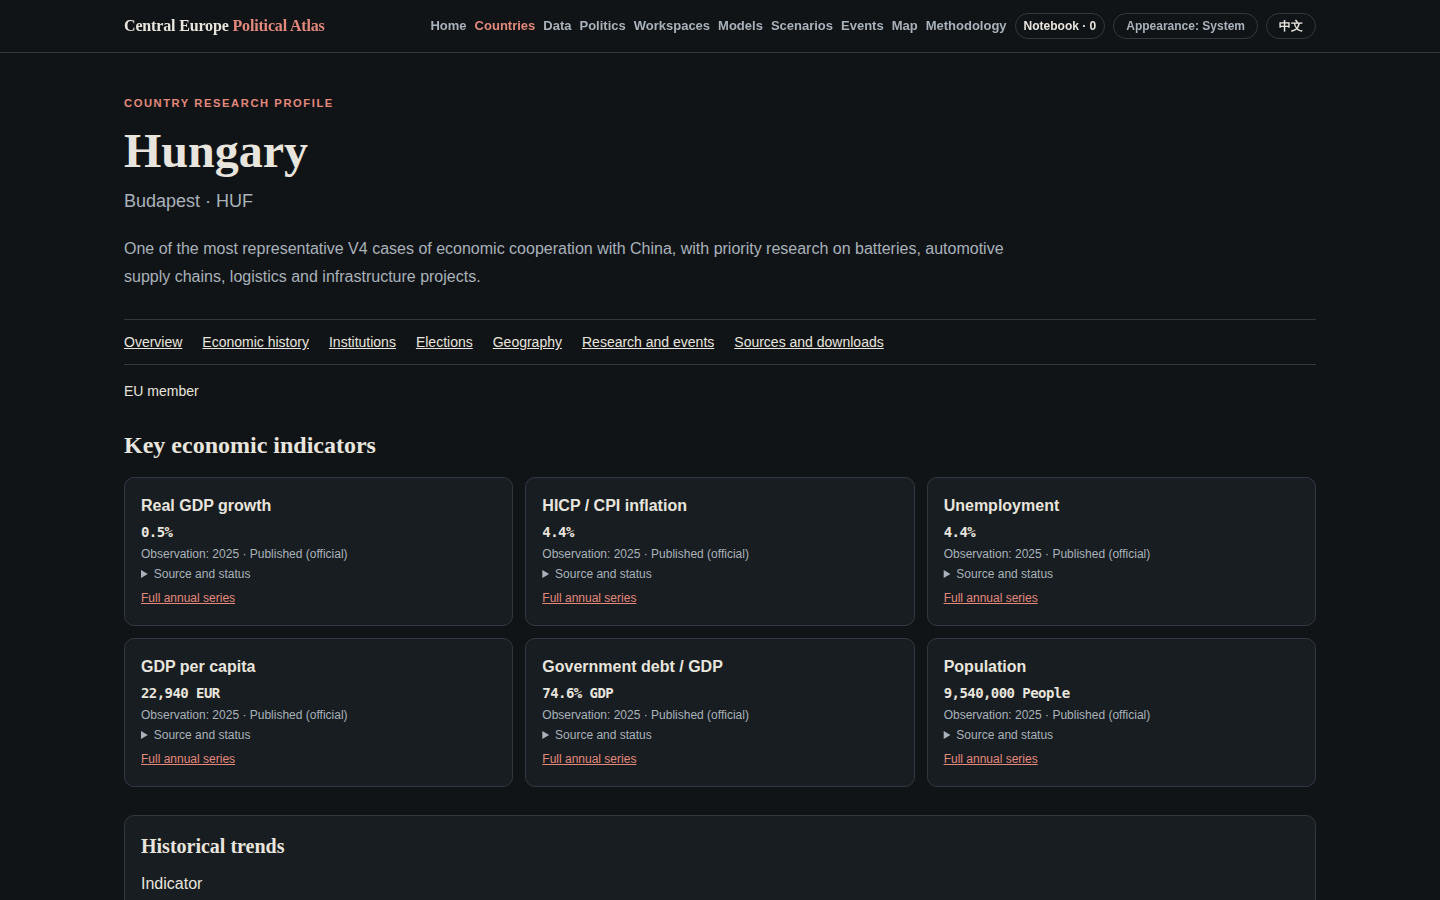 Central Europe Political Atlas
Home Countries Data Politics Workspaces Models Scenarios Events Map Methodology Notebook · 0 Appearance: System 中文
COUNTRY RESEARCH PROFILE
Hungary
Budapest · HUF
One of the most representative V4 cases of economic cooperation with China, with priority research on batteries, automotive
supply chains, logistics and infrastructure projects.
Overview Economic history Institutions Elections Geography Research and events Sources and downloads
EU member
Key economic indicators
Real GDP growth
0.5%
Observation: 2025 · Published (official)
Source and status
Full annual series
HICP / CPI inflation
4.4%
Observation: 2025 · Published (official)
Source and status
Full annual series
Unemployment
4.4%
Observation: 2025 · Published (official)
Source and status
Full annual series
GDP per capita
22,940 EUR
Observation: 2025 · Published (official)
Source and status
Full annual series
Government debt / GDP
74.6% GDP
Observation: 2025 · Published (official)
Source and status
Full annual series
Population
9,540,000 People
Observation: 2025 · Published (official)
Source and status
Full annual series
Historical trends
Indicator